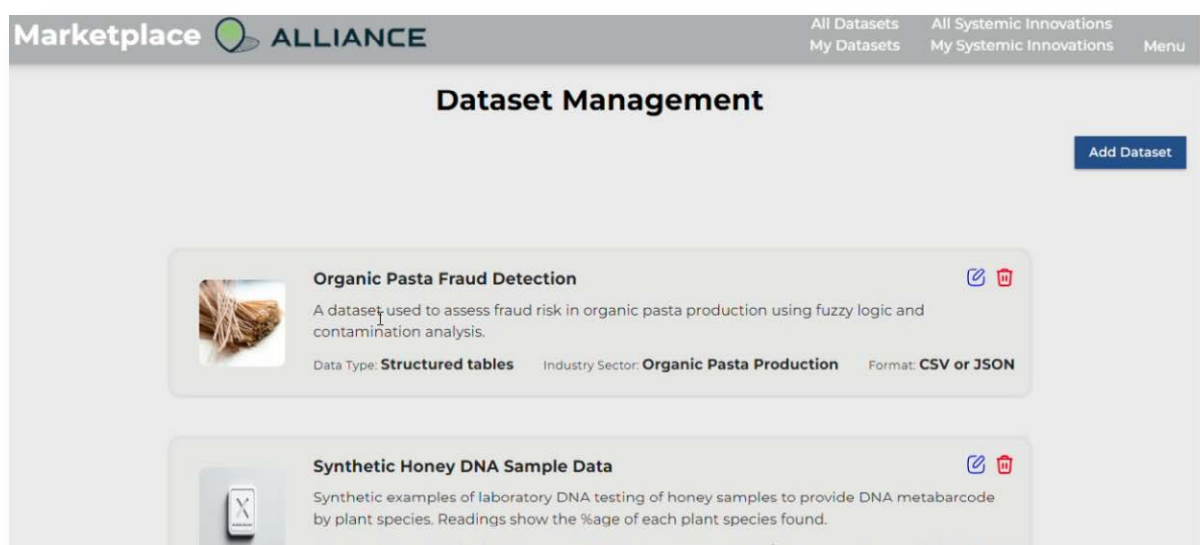 Marketplace ALLIANCE
All Datasets All Systemic Innovations
My Datasets My Systemic Innovations Menu
Dataset Management
Add Dataset
Organic Pasta Fraud Detection
A dataset used to assess fraud risk in organic pasta production using fuzzy logic and
contamination analysis.
Data Type: Structured tables Industry Sector: Organic Pasta Production Format: CSV or JSON
Synthetic Honey DNA Sample Data
Synthetic examples of laboratory DNA testing of honey samples to provide DNA metabarcode
by plant species. Readings show the %age of each plant species found.
X